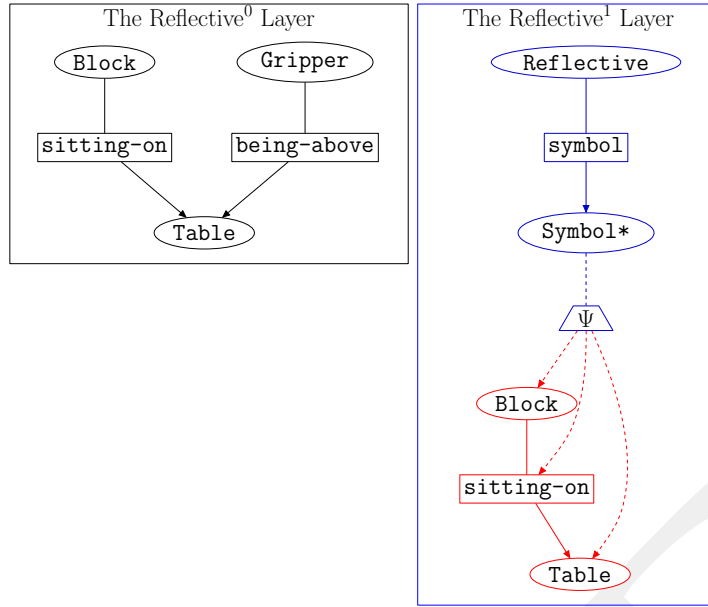 The Reflective⁰ Layer
Block
Gripper
sitting-on
being-above
Table
The Reflective¹ Layer
Reflective
symbol
Symbol*
Ψ
Block
sitting-on
Table